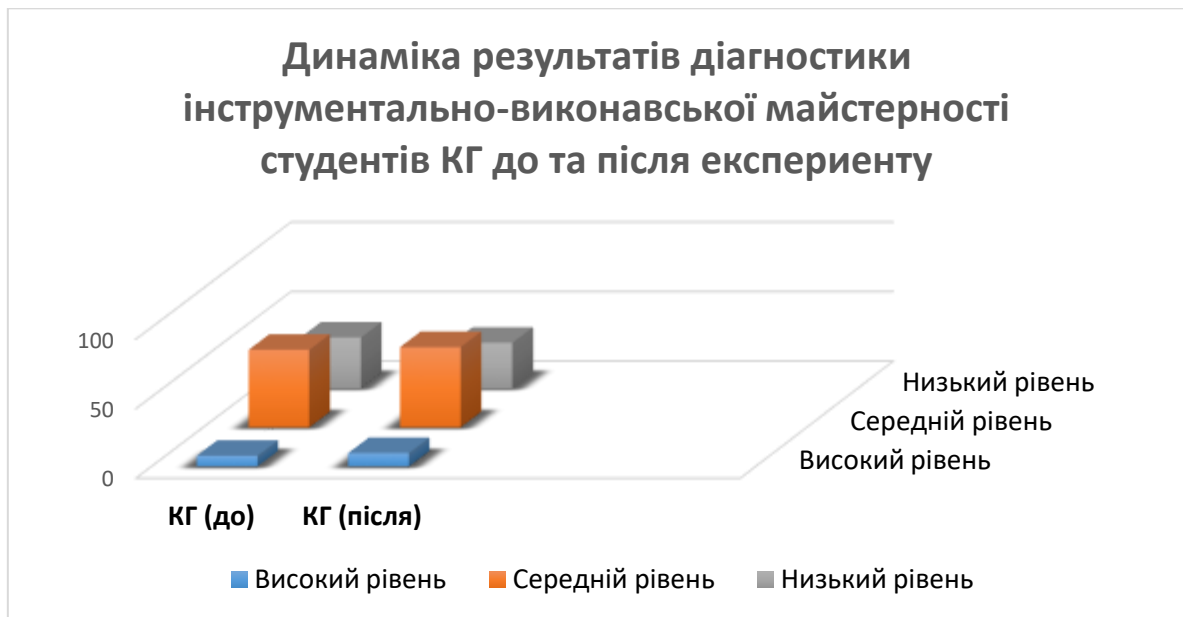 Динаміка результатів діагностики
інструментально-виконавської майстерності
студентів КГ до та після експериенту
100
50
0
Низький рівень
Середній рівень
Високий рівень
КГ (до) КГ (після)
Високий рівень Середній рівень Низький рівень